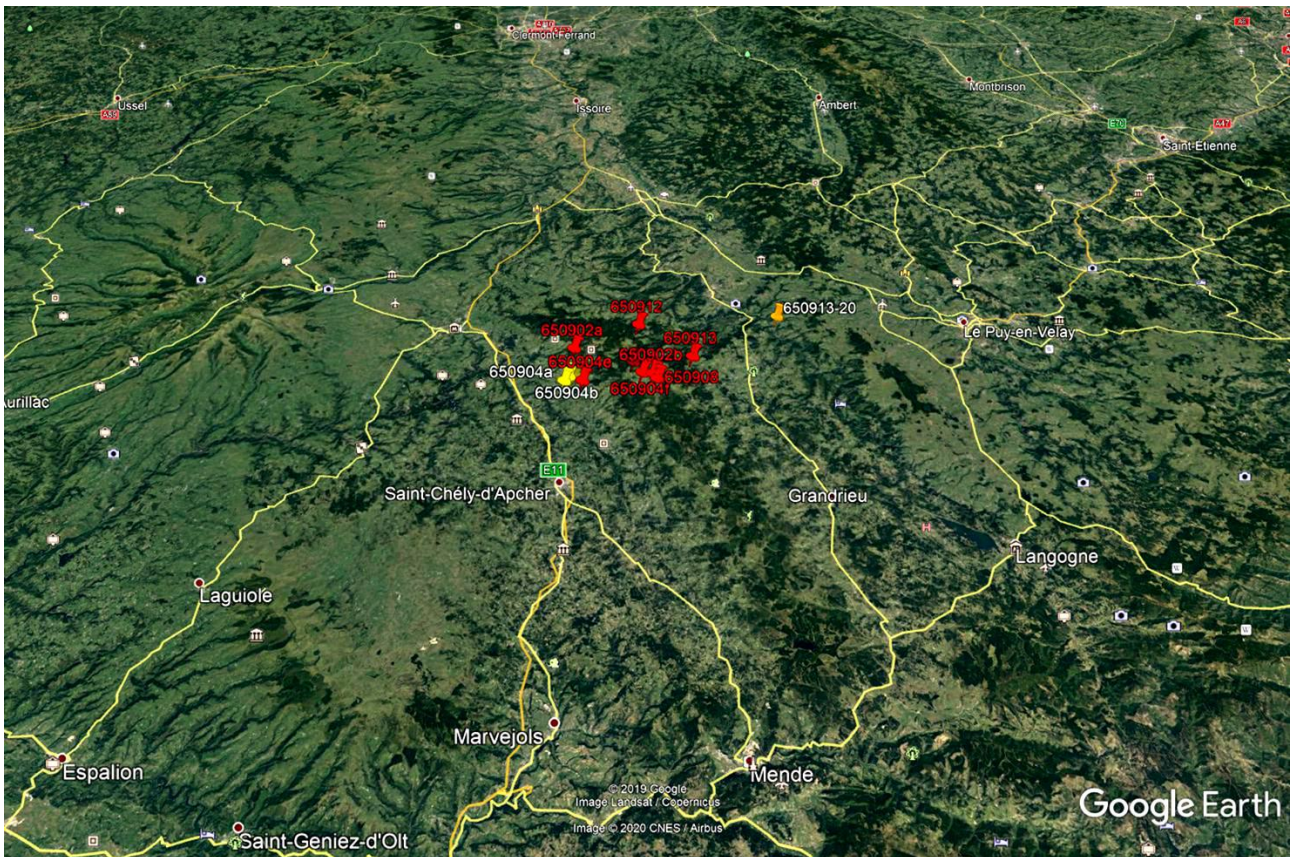 Clermont-Ferrand
Ussel
Issoire
Ambert
Montbrison
E70
A47
Saint-Etienne
650912
650913-20
650902a
650913
Le Puy-en-Velay
650902b
650904a
650904e
650908
650904b
650904f
Aurillac
E11
Saint-Chély-d'Apcher
Grandrieu
H
Langogne
Laguiole
Marvejols
Espalion
Mende
© 2019 Google
Image Landsat / Copernicus
Image © 2020 CNES / Airbus
Google Earth
Saint-Geniez-d'Olt